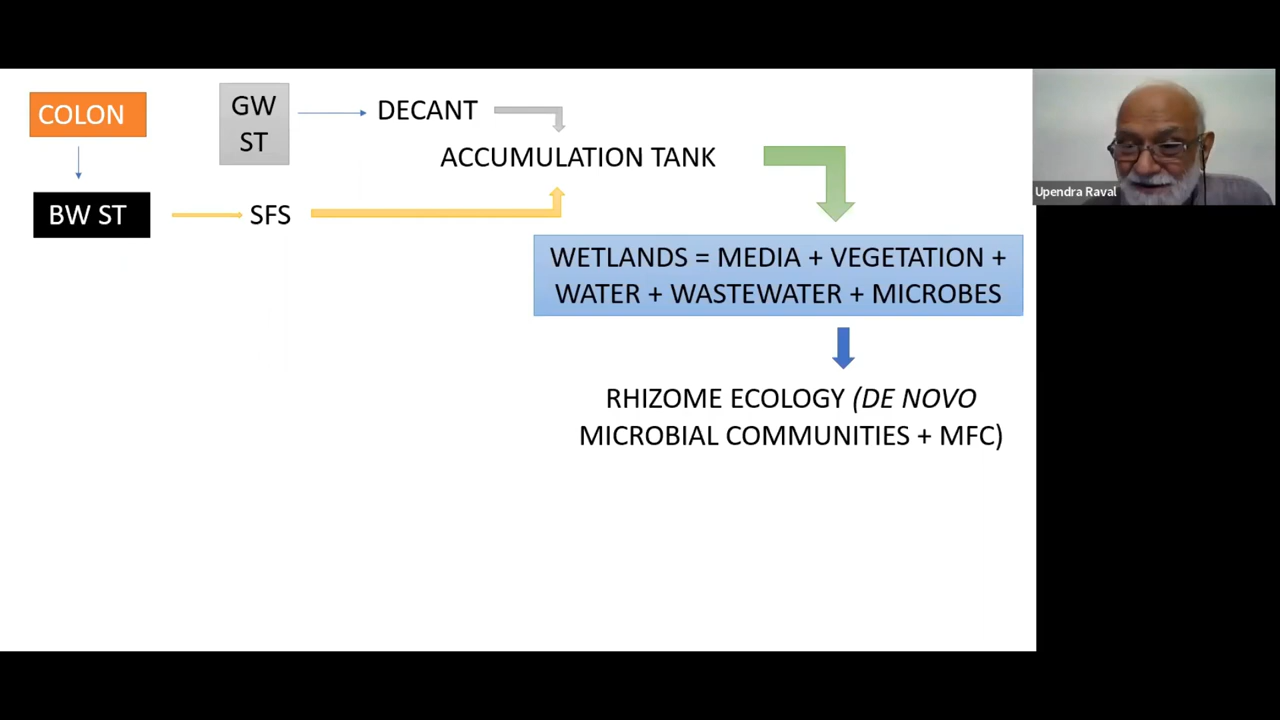 COLON
GW
ST
DECANT
ACCUMULATION TANK
BW ST
SFS
WETLANDS = MEDIA + VEGETATION +
WATER + WASTEWATER + MICROBES
RHIZOME ECOLOGY (DE NOVO
MICROBIAL COMMUNITIES + MFC)
Upendra Raval